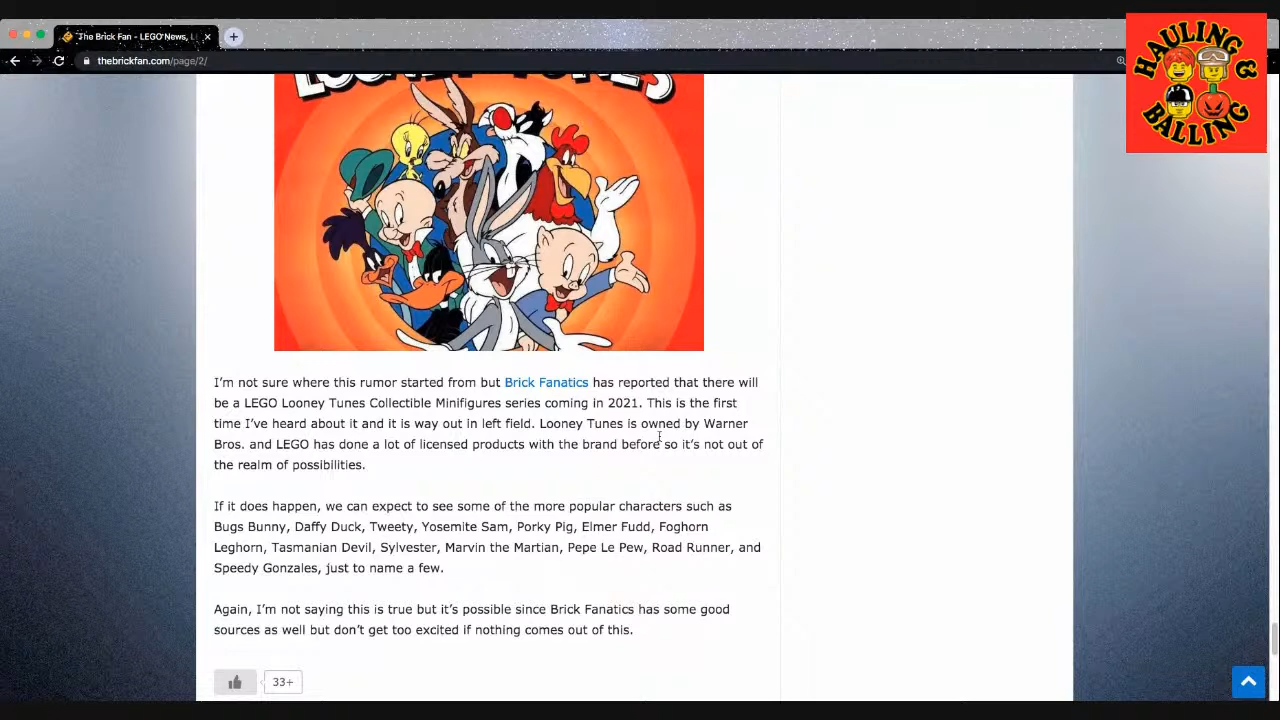 The Brick Fan - LEGO News, L
thebrickfan.com/page/2/
HAULING &
BALLING
LOONEY TUNES
I'm not sure where this rumor started from but Brick Fanatics has reported that there will
be a LEGO Looney Tunes Collectible Minifigures series coming in 2021. This is the first
time I've heard about it and it is way out in left field. Looney Tunes is owned by Warner
Bros. and LEGO has done a lot of licensed products with the brand before so it's not out of
the realm of possibilities.
If it does happen, we can expect to see some of the more popular characters such as
Bugs Bunny, Daffy Duck, Tweety, Yosemite Sam, Porky Pig, Elmer Fudd, Foghorn
Leghorn, Tasmanian Devil, Sylvester, Marvin the Martian, Pepe Le Pew, Road Runner, and
Speedy Gonzales, just to name a few.
Again, I'm not saying this is true but it's possible since Brick Fanatics has some good
sources as well but don't get too excited if nothing comes out of this.
33+